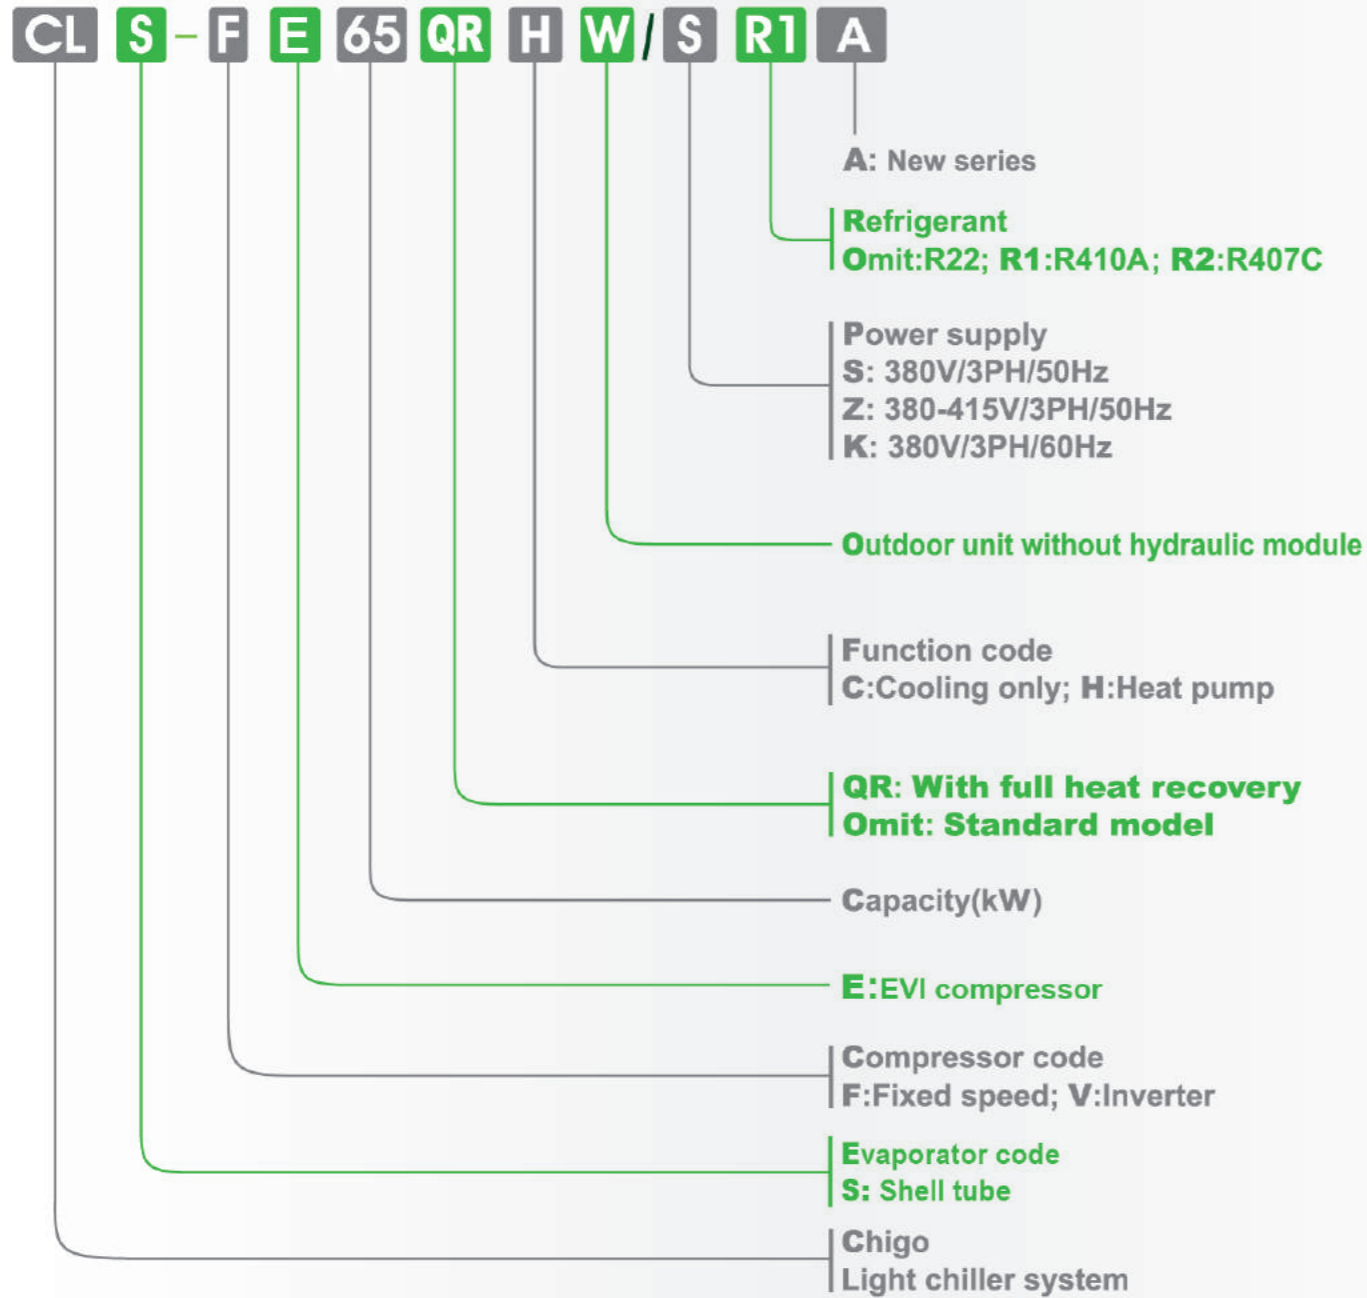 CL S - F E 65 QR H W / S R1 A
A: New series
Refrigerant
Omit:R22; R1:R410A; R2:R407C
Power supply
S: 380V/3PH/50Hz
Z: 380-415V/3PH/50Hz
K: 380V/3PH/60Hz
Outdoor unit without hydraulic module
Function code
C:Cooling only; H:Heat pump
QR: With full heat recovery
Omit: Standard model
Capacity(kW)
E:EVI compressor
Compressor code
F:Fixed speed; V:Inverter
Evaporator code
S: Shell tube
Chigo
Light chiller system